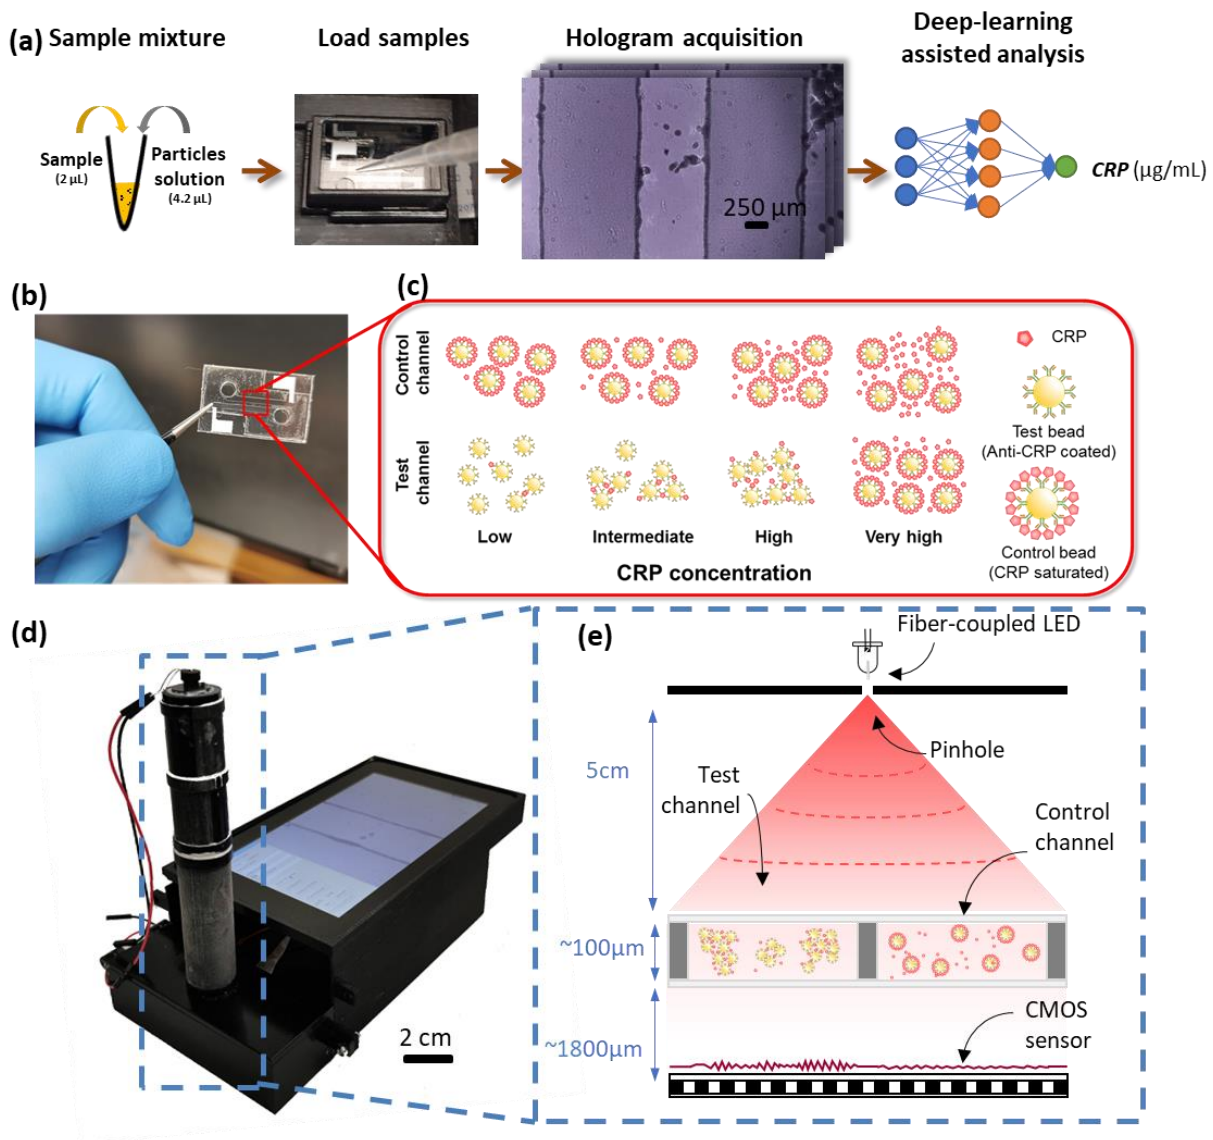 (a) Sample mixture
Load samples
Hologram acquisition
Deep-learning
assisted analysis
Sample
(2 µL)
Particles
solution
(4.2 µL)
250 µm
CRP (µg/mL)
(b)
(c)
Control
channel
Test
channel
Low
Intermediate
High
Very high
CRP concentration
CRP
Test bead
(Anti-CRP coated)
Control bead
(CRP saturated)
(d)
2 cm
(e)
Fiber-coupled LED
Pinhole
5cm
Test
channel
Control
channel
~100µm
CMOS
sensor
~1800µm